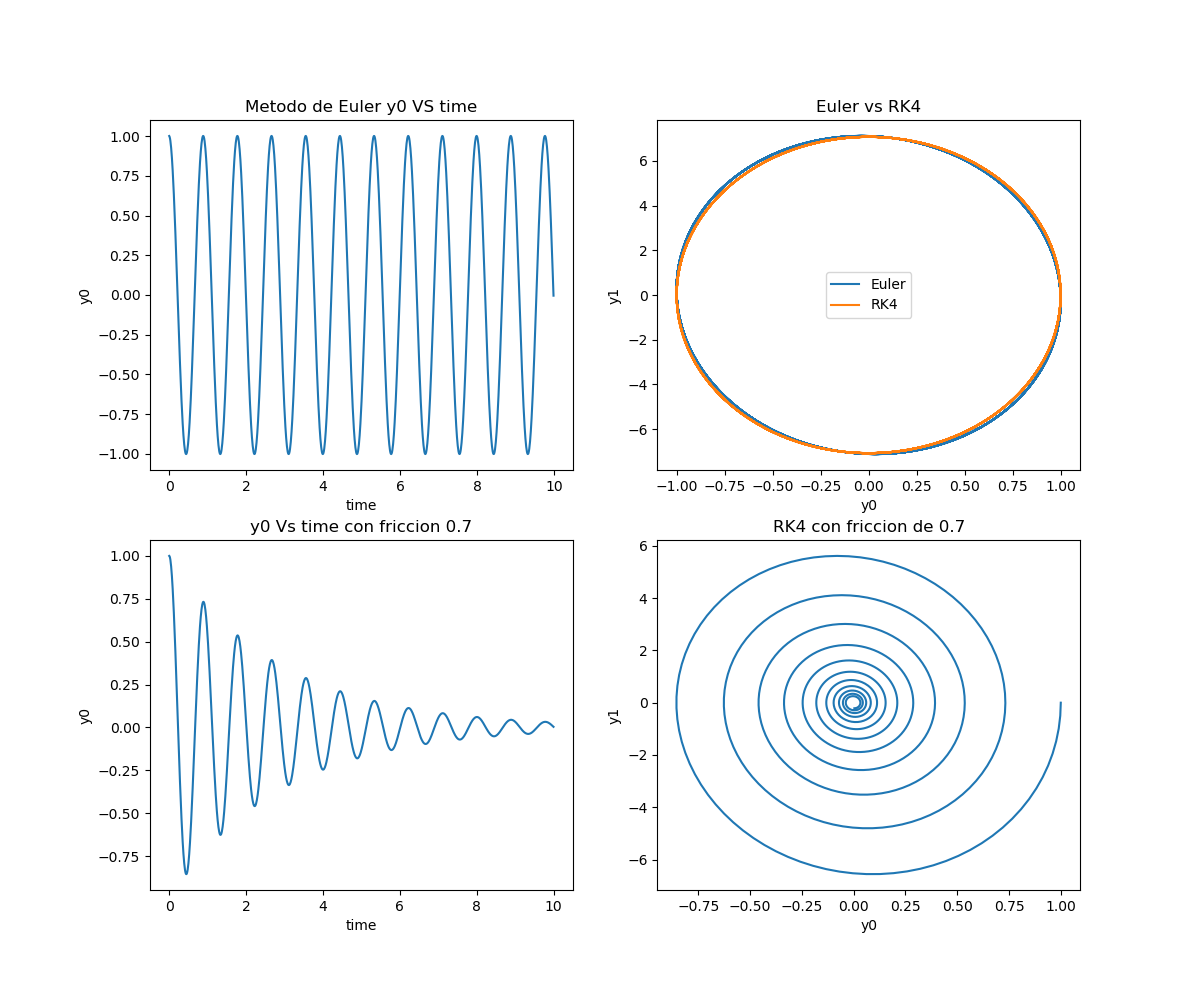 Metodo de Euler y0 VS time
1.00
0.75
0.50
0.25
0.00
−0.25
−0.50
−0.75
−1.00
y0
0 2 4 6 8 10
time
Euler vs RK4
6
4
2
0
−2
−4
−6
y1
Euler
RK4
−1.00 −0.75 −0.50 −0.25 0.00 0.25 0.50 0.75 1.00
y0
y0 Vs time con friccion 0.7
1.00
0.75
0.50
0.25
0.00
−0.25
−0.50
−0.75
y0
0 2 4 6 8 10
time
RK4 con friccion de 0.7
6
4
2
0
−2
−4
−6
y1
−0.75 −0.50 −0.25 0.00 0.25 0.50 0.75 1.00
y0